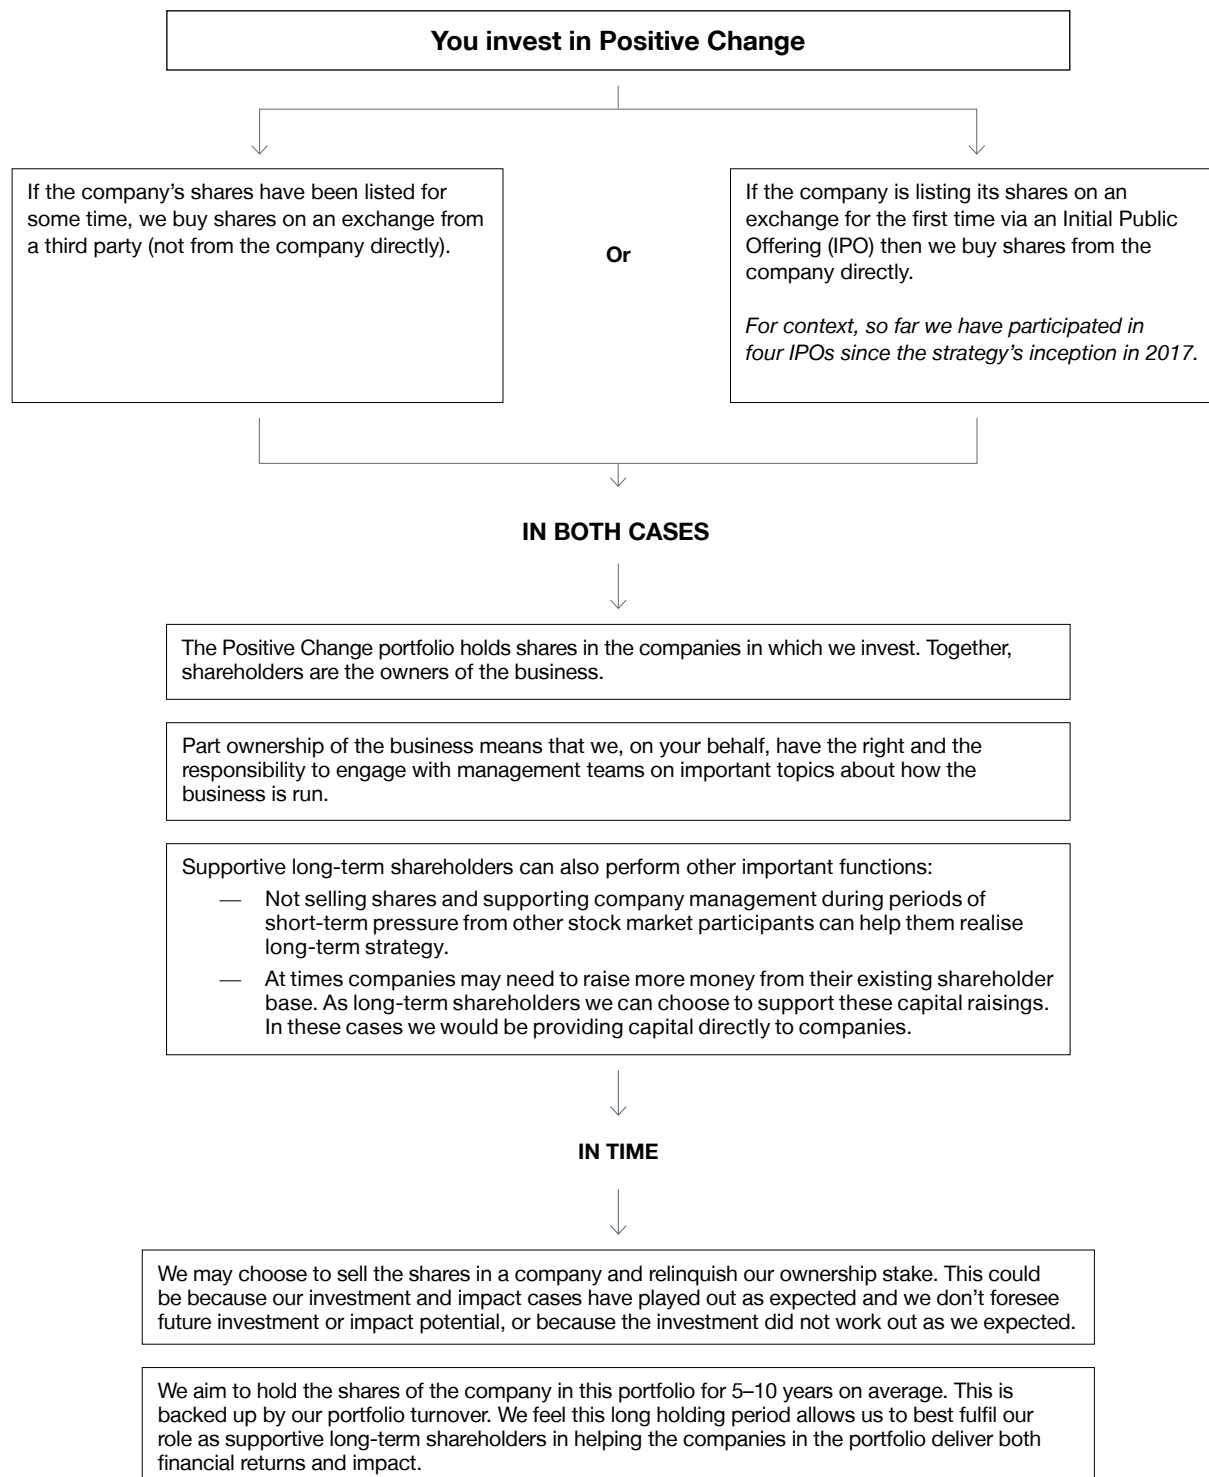 You invest in Positive Change
If the company’s shares have been listed for
some time, we buy shares on an exchange from
a third party (not from the company directly).
Or
If the company is listing its shares on an
exchange for the first time via an Initial Public
Offering (IPO) then we buy shares from the
company directly.
For context, so far we have participated in
four IPOs since the strategy’s inception in 2017.
IN BOTH CASES
The Positive Change portfolio holds shares in the companies in which we invest. Together,
shareholders are the owners of the business.
Part ownership of the business means that we, on your behalf, have the right and the
responsibility to engage with management teams on important topics about how the
business is run.
Supportive long-term shareholders can also perform other important functions:
— Not selling shares and supporting company management during periods of
short-term pressure from other stock market participants can help them realise
long-term strategy.
— At times companies may need to raise more money from their existing shareholder
base. As long-term shareholders we can choose to support these capital raisings.
In these cases we would be providing capital directly to companies.
IN TIME
We may choose to sell the shares in a company and relinquish our ownership stake. This could
be because our investment and impact cases have played out as expected and we don’t foresee
future investment or impact potential, or because the investment did not work out as we expected.
We aim to hold the shares of the company in this portfolio for 5–10 years on average. This is
backed up by our portfolio turnover. We feel this long holding period allows us to best fulfil our
role as supportive long-term shareholders in helping the companies in the portfolio deliver both
financial returns and impact.